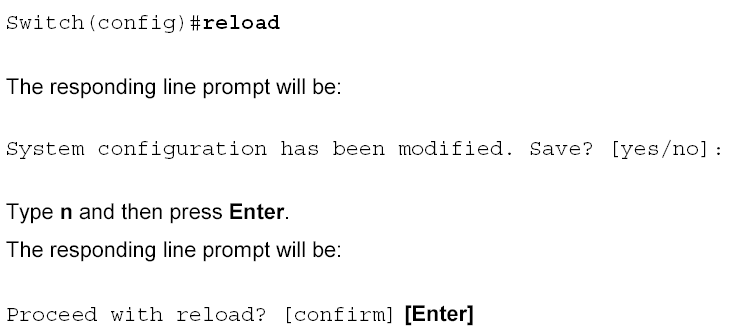 Switch(config)#reload
The responding line prompt will be:
System configuration has been modified. Save? [yes/no]:
Type n and then press Enter.
The responding line prompt will be:
Proceed with reload? [confirm] [Enter]